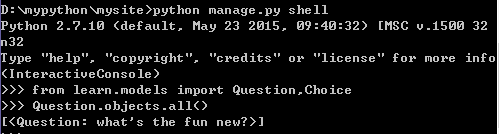 D:\mypython\mysite>python manage.py shell
Python 2.7.10 (default, May 23 2015, 09:40:32) [MSC v.1500 32
n32
Type "help", "copyright", "credits" or "license" for more info
(InteractiveConsole)
>>> from learn.models import Question,Choice
>>> Question.objects.all()
[<Question: what's the fun new?>]
>>>